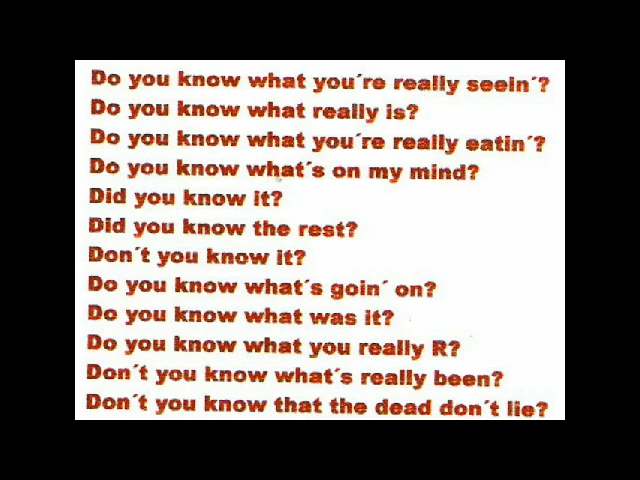 Do you know what you´re really seein´?
Do you know what really is?
Do you know what you´re really eatin´?
Do you know what´s on my mind?
Did you know it?
Did you know the rest?
Don´t you know it?
Do you know what´s goin´ on?
Do you know what was it?
Do you know what you really R?
Don´t you know what´s really been?
Don´t you know that the dead don´t lie?